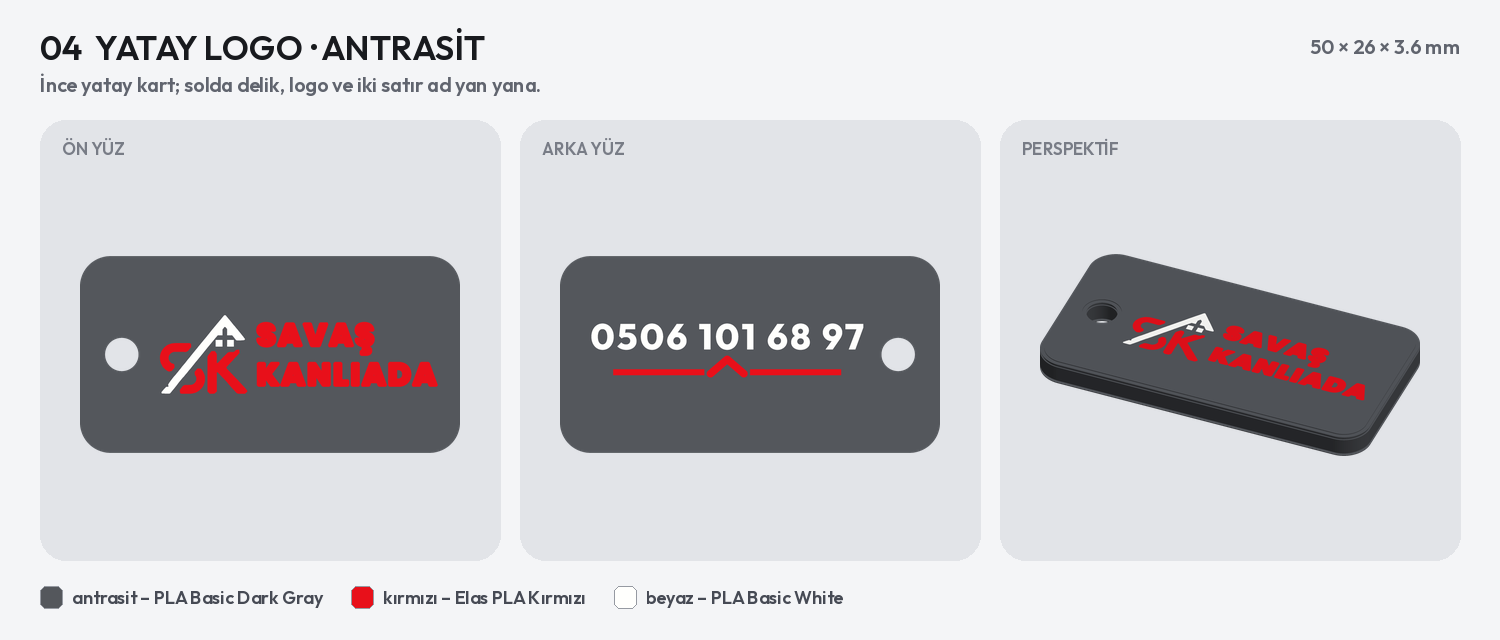 04 YATAY LOGO · ANTRASİT
50 × 26 × 3.6 mm
İnce yatay kart; solda delik, logo ve iki satır ad yan yana.
ÖN YÜZ
SK
SAVAŞ
KANLIADA
ARKA YÜZ
0506 101 68 97
PERSPEKTİF
SK
SAVAŞ
KANLIADA
antrasit – PLA Basic Dark Gray
kırmızı – Elas PLA Kırmızı
beyaz – PLA Basic White